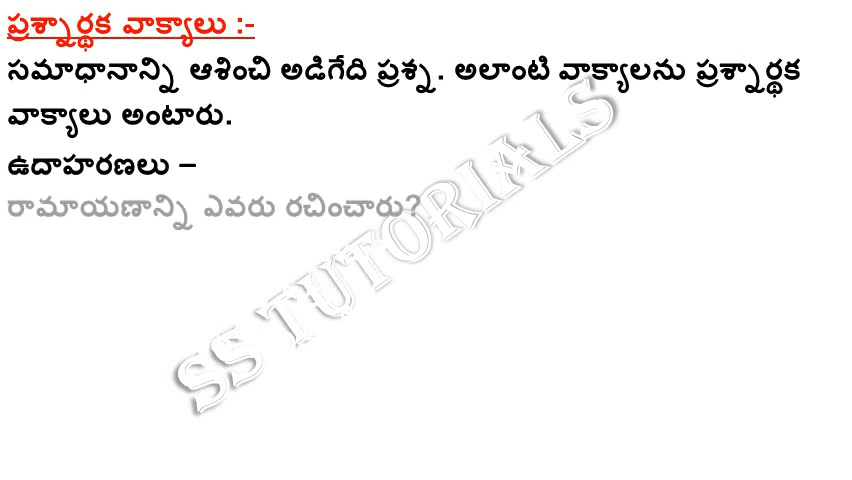 ప్రశ్నార్థక వాక్యాలు :-
సమాధానాన్ని ఆశించి అడిగేది ప్రశ్న. అలాంటి వాక్యాలను ప్రశ్నార్థక
వాక్యాలు అంటారు.
ఉదాహరణలు –
రామాయణాన్ని ఎవరు రచించారు?
SS TUTORIALS